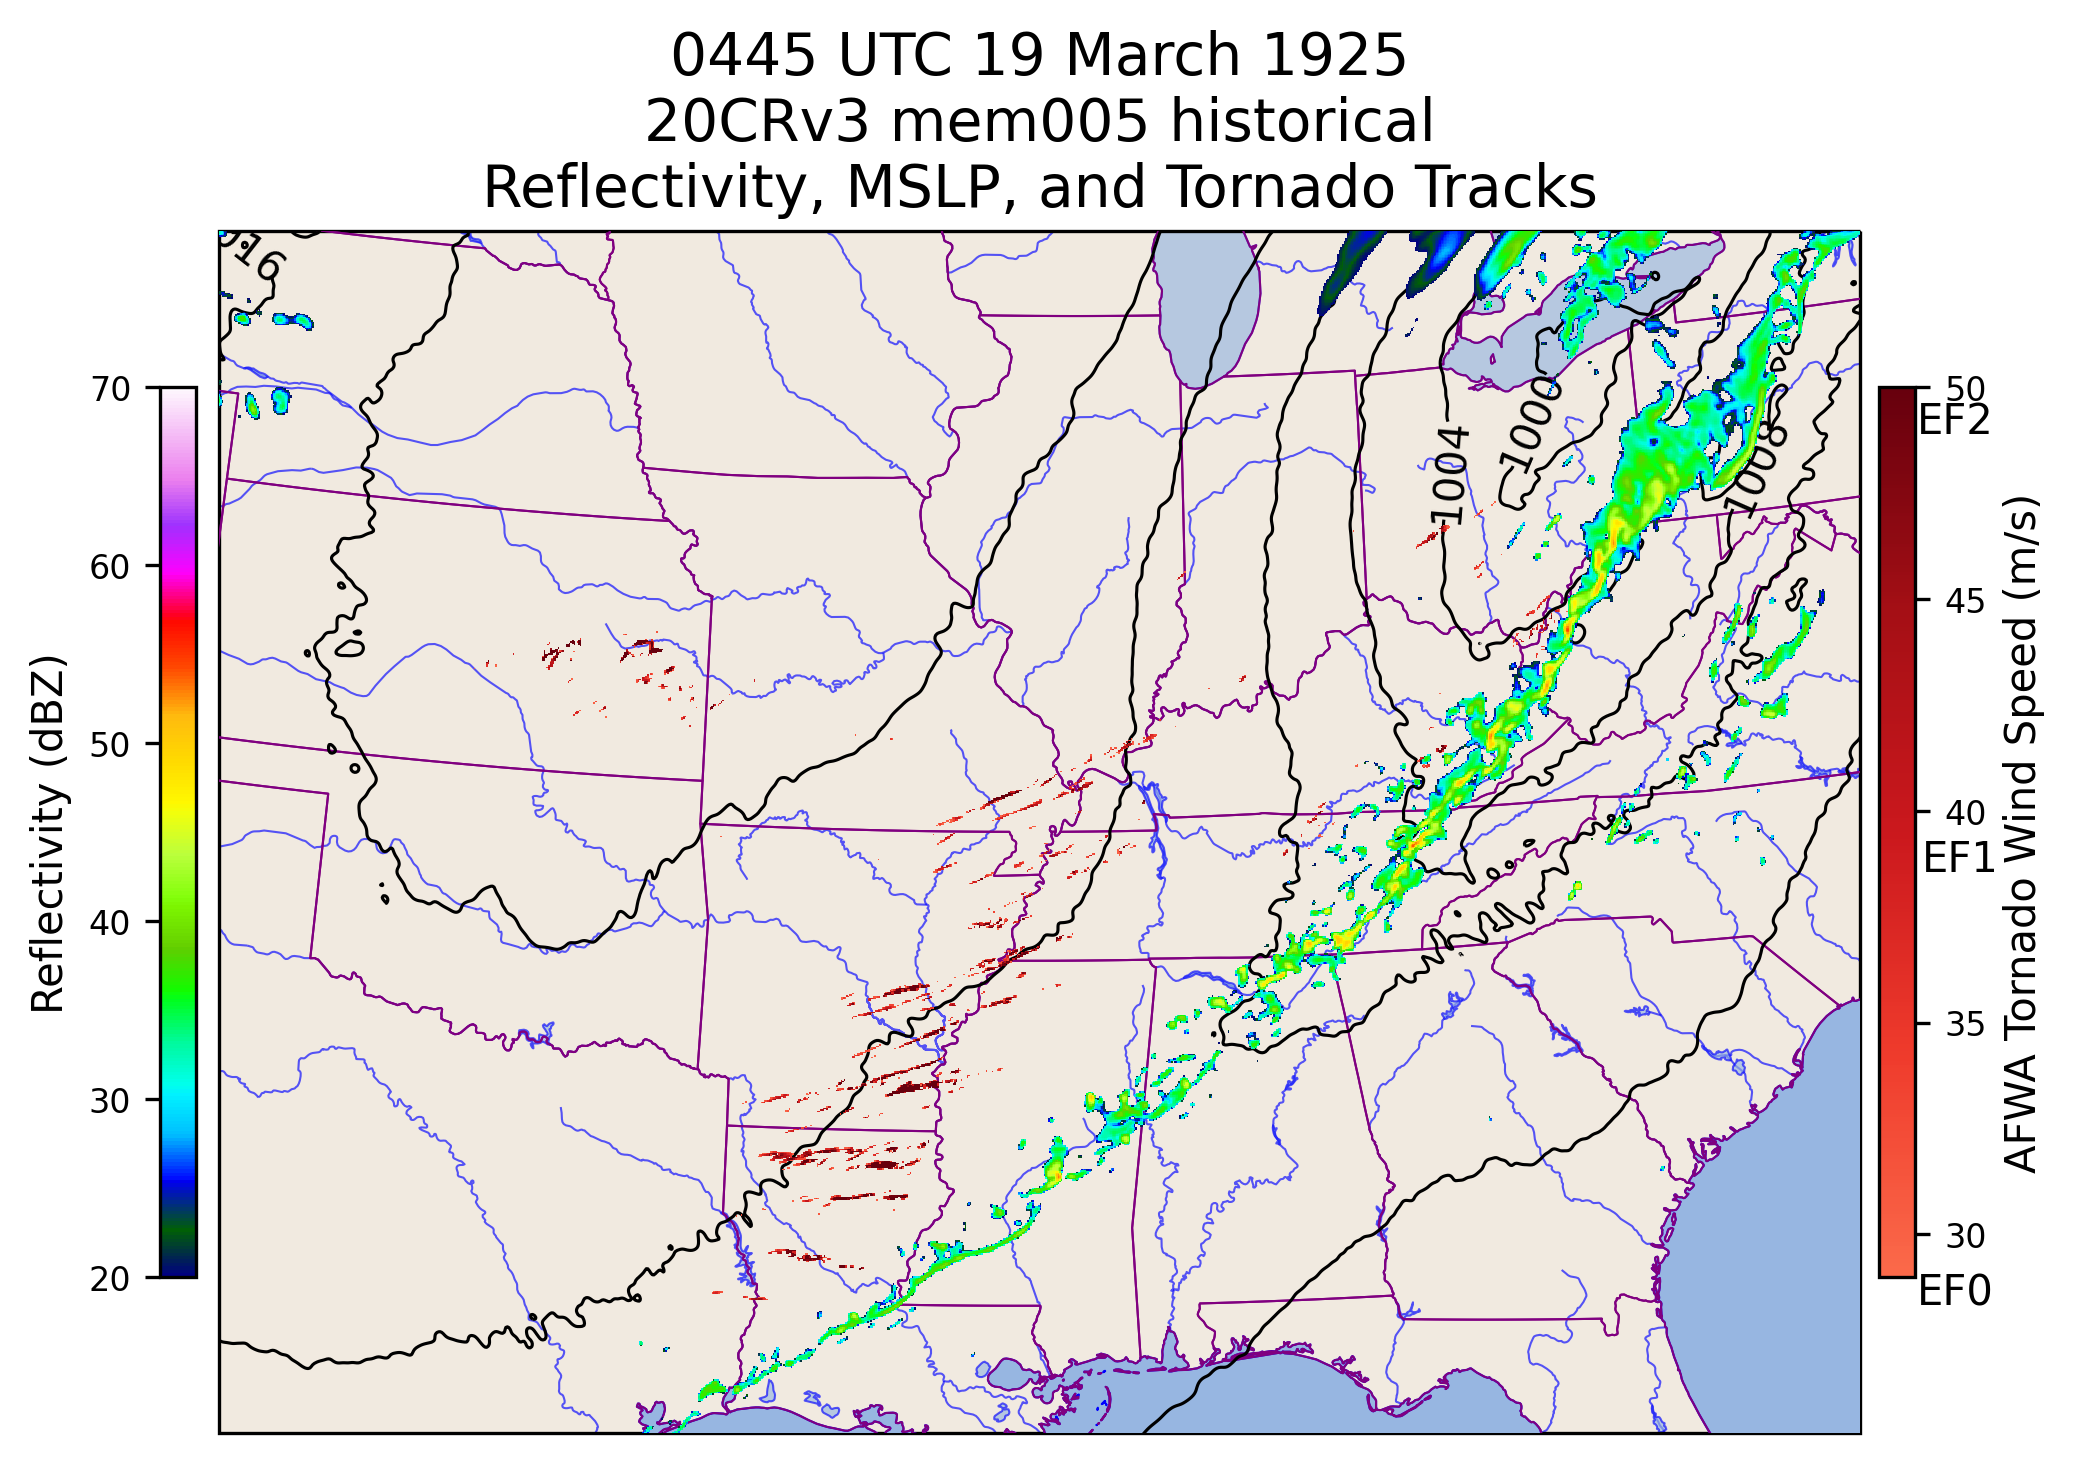 0445 UTC 19 March 1925
20CRv3 mem005 historical
Reflectivity, MSLP, and Tornado Tracks
016
1004
1000
1008
70
60
50
40
30
20
Reflectivity (dBZ)
50
EF2
45
40
EF1
35
30
EF0
AFWA Tornado Wind Speed (m/s)